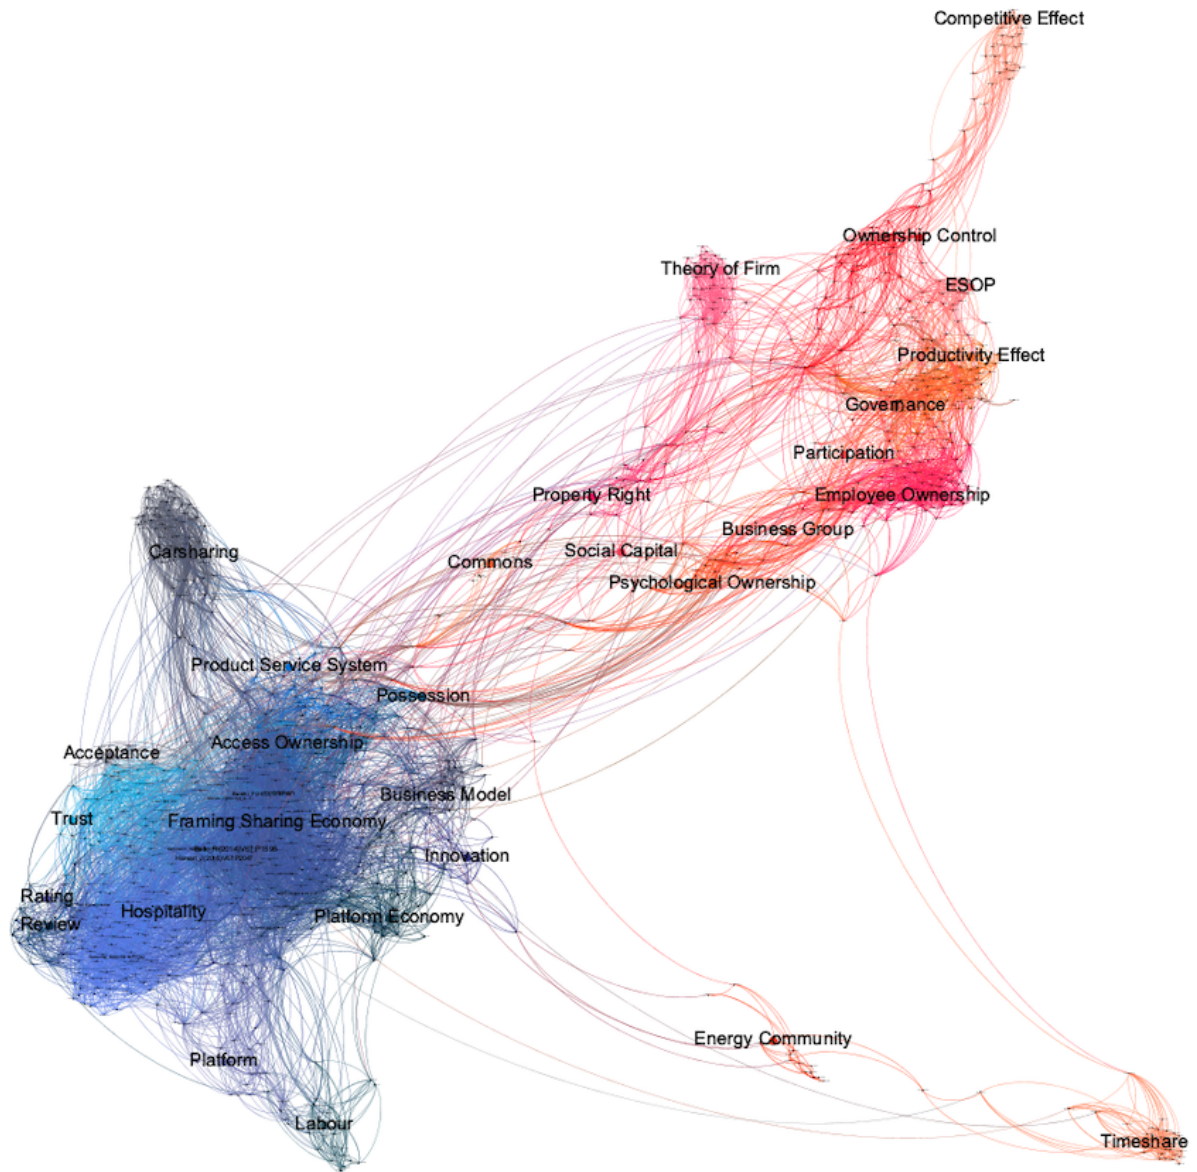 Competitive Effect
Ownership Control
Theory of Firm
ESOP
Productivity Effect
Governance
Participation
Property Right
Employee Ownership
Business Group
Carsharing
Social Capital
Commons
Psychological Ownership
Product Service System
Possession
Access Ownership
Acceptance
Business Model
Trust
Framing Sharing Economy
Innovation
Rating
Hospitality
Platform Economy
Review
Energy Community
Platform
Labour
Timeshare